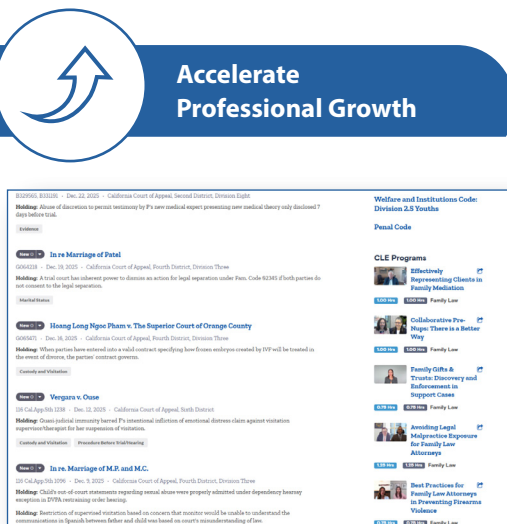 Accelerate
Professional Growth
B329565, B331191 - Dec. 22, 2025 - California Court of Appeal, Second District, Division Eight
Holding: Abuse of discretion to permit testimony by P's new medical expert presenting new medical theory only disclosed 7
days before trial.
Evidence
New In re Marriage of Patel
G064218 - Dec. 19, 2025 - California Court of Appeal, Fourth District, Division Three
Holding: A trial court has inherent power to dismiss an action for legal separation under Fam. Code §2345 if both parties do
not consent to the legal separation.
Marital Status
New Hoang Long Ngoc Pham v. The Superior Court of Orange County
Dec. 16, 2025 - California Court of Appeal, Fourth District, Division Three
Holding: When parties have entered into a valid contract specifying how frozen embryos created by IVF will be treated in
the event of divorce, the parties' contract governs.
Custody and Visitation
New Vergara v. Ouse
116 Cal.App.5th 1238 - Dec. 12, 2025 - California Court of Appeal, Sixth District
Holding: Quasi-judicial immunity barred P's intentional infliction of emotional distress claim against visitation
supervisor/therapist for her suspension of visitation.
Custody and Visitation Procedure Before Trial/Hearing
New In re. Marriage of M.P. and M.C.
116 Cal.App.5th 1096 - Dec. 9, 2025 - California Court of Appeal, Fourth District, Division Three
Holding: Child's out-of-court statements regarding sexual abuse were properly admitted under dependency hearsay
exception in DVPA restraining order hearing.
Holding: Restriction of supervised visitation based on concern that monitor would be unable to understand the
communications in Spanish between father and child was based on court's misunderstanding of law.
Welfare and Institutions Code:
Division 2.5 Youths
Penal Code
CLE Programs
Effectively
Representing Clients in
Family Mediation
1.00 Hrs 1.00 Hrs Family Law
Collaborative Pre-
Nups: There is a Better
Way
1.00 Hrs 1.00 Hrs Family Law
Family Gifts &
Trusts: Discovery and
Enforcement in
Support Cases
0.75 Hrs 0.75 Hrs Family Law
Avoiding Legal
Malpractice Exposure
for Family Law
Attorneys
1.25 Hrs 1.25 Hrs Family Law
Best Practices for
Family Law Attorneys
in Preventing Firearms
Violence
0.75 Hrs 0.75 Hrs Family Law